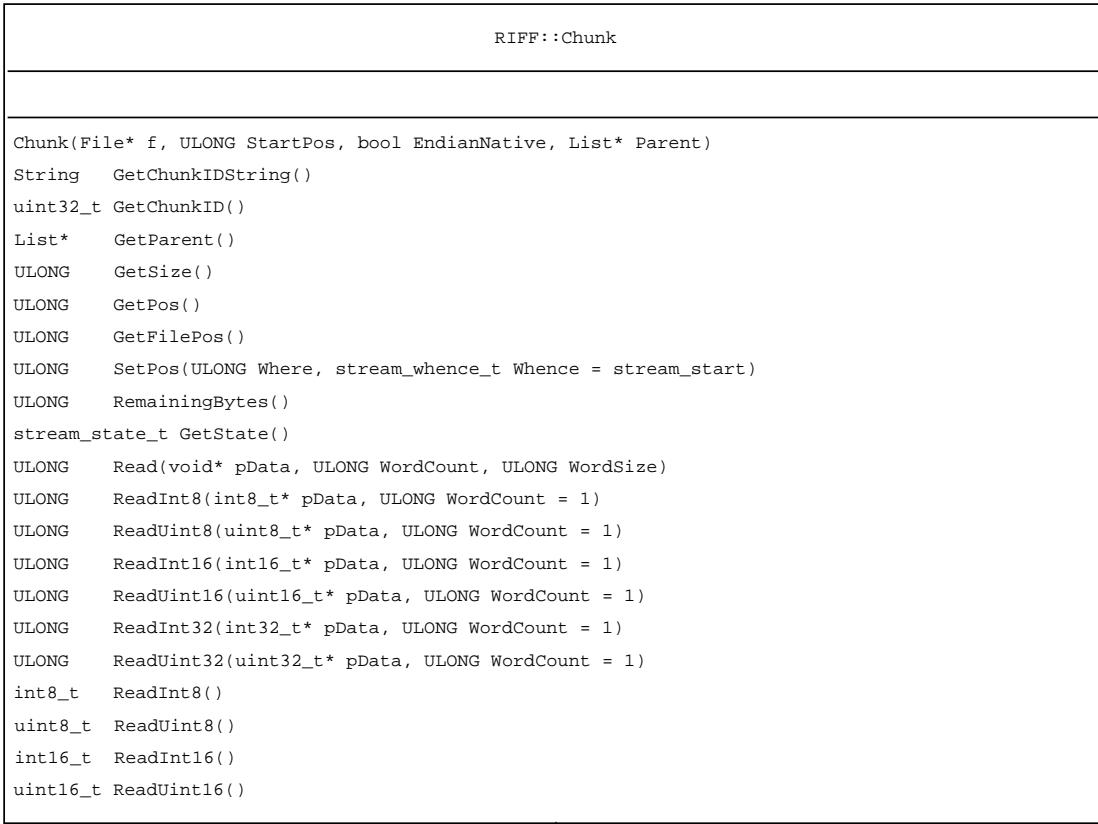 RIFF::Chunk
Chunk(File* f, ULONG StartPos, bool EndianNative, List* Parent)
String   GetChunkIDString()
uint32_t GetChunkID()
List*    GetParent()
ULONG    GetSize()
ULONG    GetPos()
ULONG    GetFilePos()
ULONG    SetPos(ULONG Where, stream_whence_t Whence = stream_start)
ULONG    RemainingBytes()
stream_state_t GetState()
ULONG    Read(void* pData, ULONG WordCount, ULONG WordSize)
ULONG    ReadInt8(int8_t* pData, ULONG WordCount = 1)
ULONG    ReadUint8(uint8_t* pData, ULONG WordCount = 1)
ULONG    ReadInt16(int16_t* pData, ULONG WordCount = 1)
ULONG    ReadUint16(uint16_t* pData, ULONG WordCount = 1)
ULONG    ReadInt32(int32_t* pData, ULONG WordCount = 1)
ULONG    ReadUint32(uint32_t* pData, ULONG WordCount = 1)
int8_t   ReadInt8()
uint8_t  ReadUint8()
int16_t  ReadInt16()
uint16_t ReadUint16()